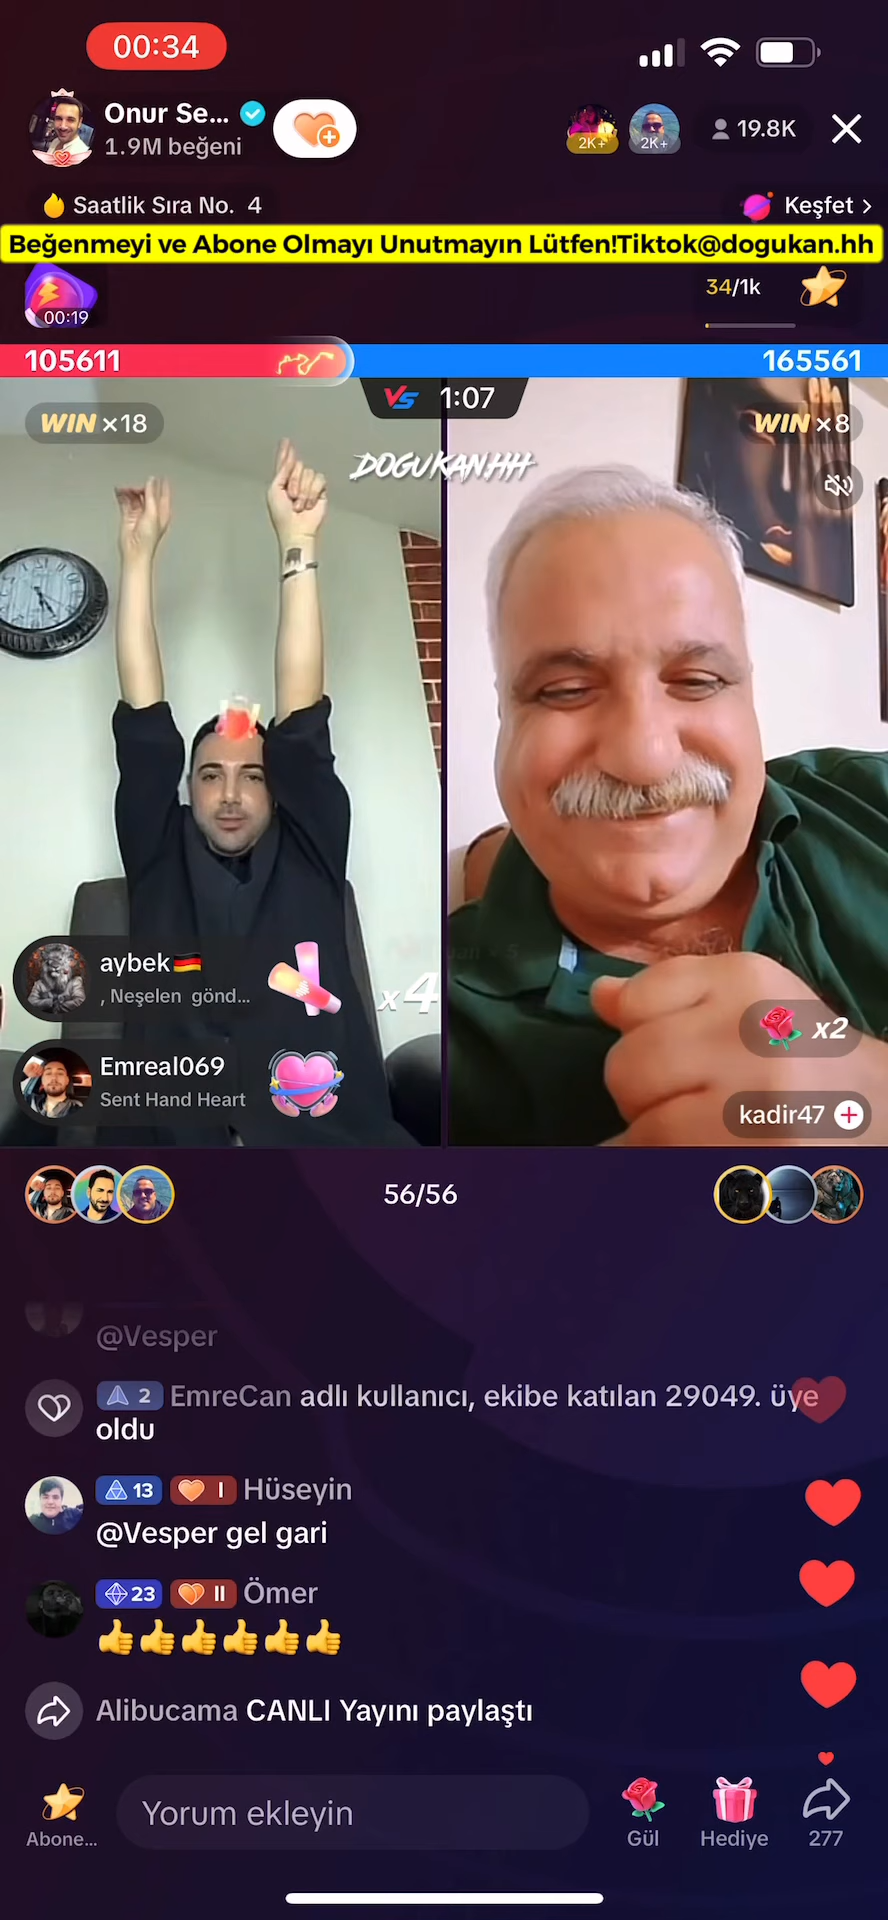 00:34
Onur Se...
1.9M beğeni
2K+
2K+
19.8K
Saatlik Sıra No. 4
Keşfet >
Beğenmeyi ve Abone Olmayı Unutmayın Lütfen!Tiktok@dogukan.hh
00:19
34/1k
105611
165561
VS 1:07
WIN ×18
WIN ×8
DOGUKAN.HH
aybek🇩🇪
, Neşelen gönd...
x4
Emreal069
Sent Hand Heart
x2
kadir47 +
56/56
@Vesper
2 EmreCan adlı kullanıcı, ekibe katılan 29049. üye
oldu
13 I Hüseyin
@Vesper gel gari
23 II Ömer
👍👍👍👍👍👍
Alibucama CANLI Yayını paylaştı
Yorum ekleyin
Abone...
Gül
Hediye
277